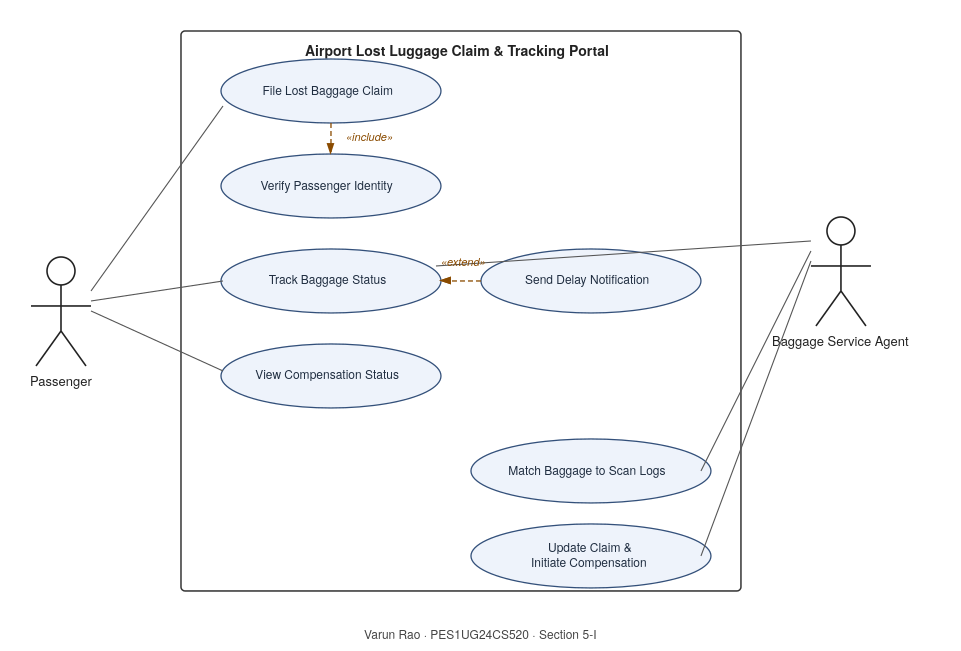 Airport Lost Luggage Claim & Tracking Portal
File Lost Baggage Claim
«include»
Verify Passenger Identity
Track Baggage Status
«extend»
Send Delay Notification
View Compensation Status
Match Baggage to Scan Logs
Update Claim &
Initiate Compensation
Passenger
Baggage Service Agent
Varun Rao · PES1UG24CS520 · Section 5-I